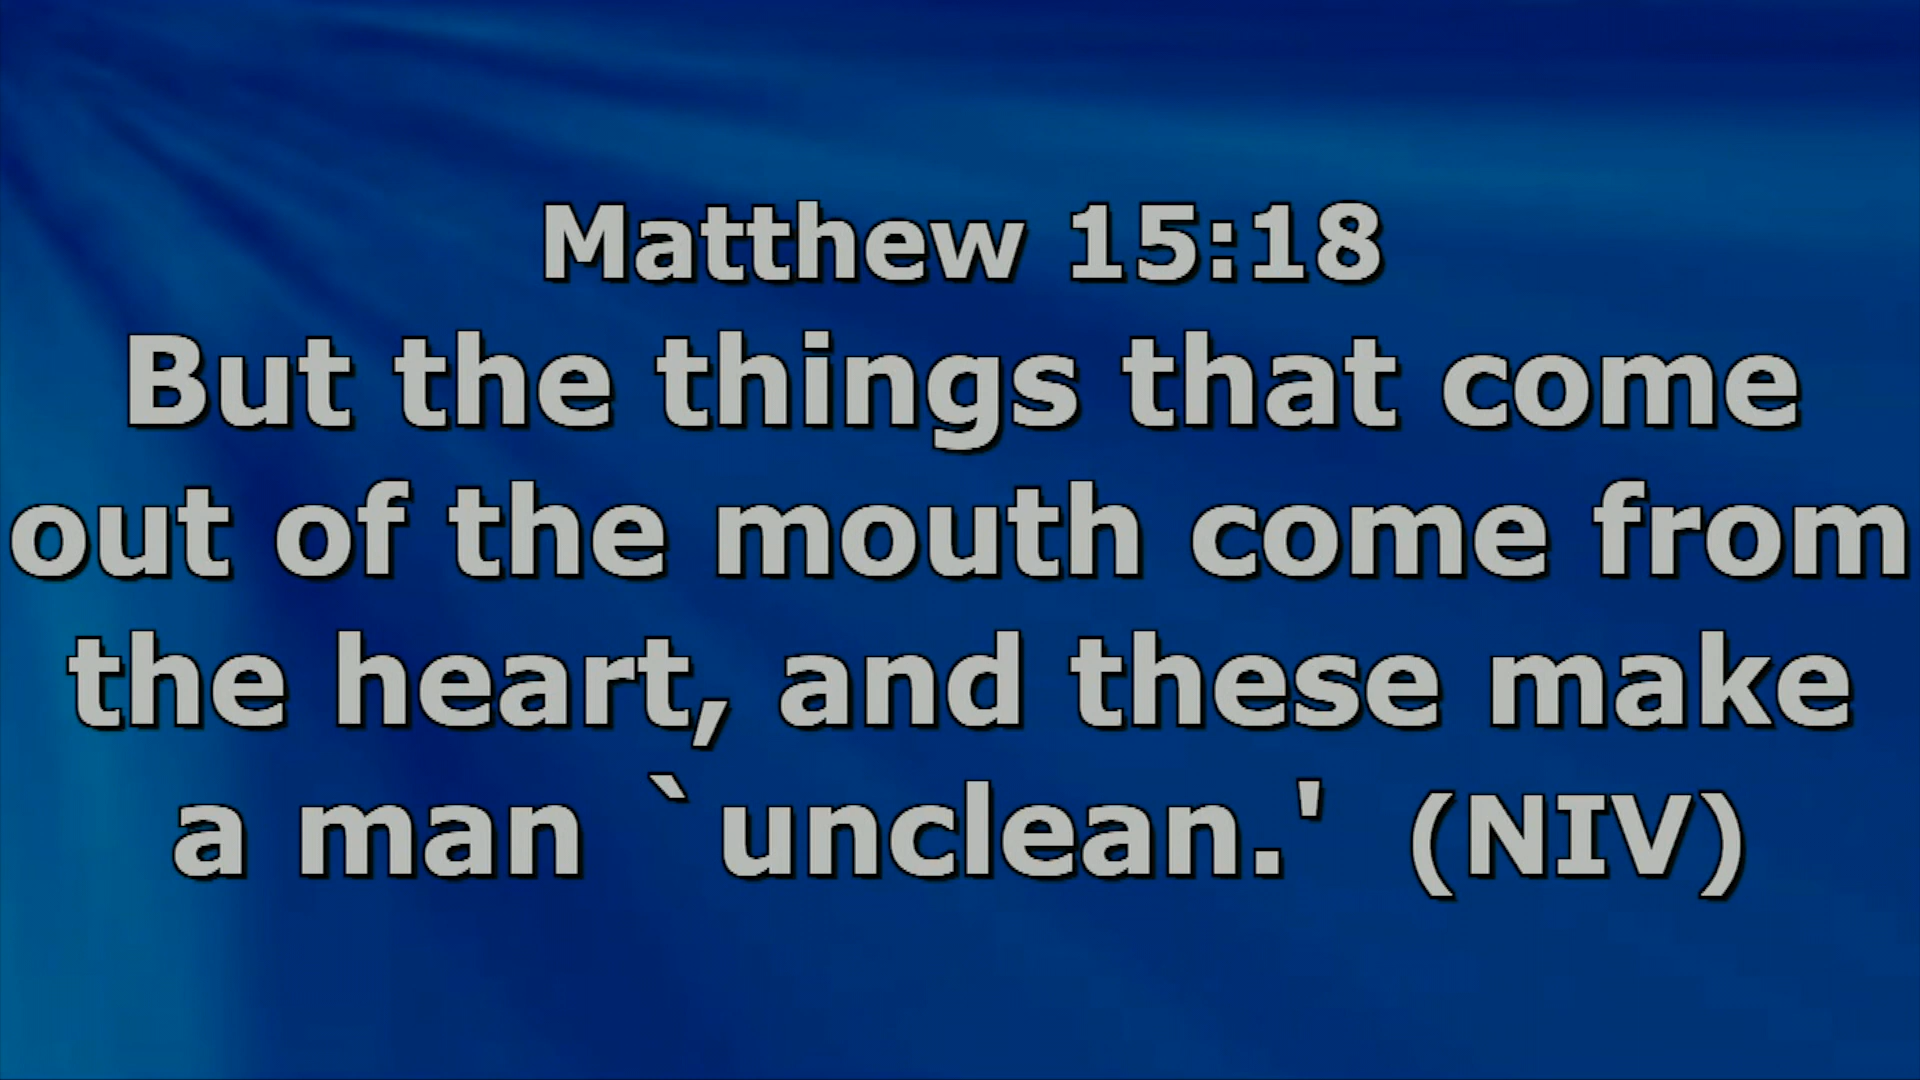 Matthew 15:18
But the things that come
out of the mouth come from
the heart, and these make
a man `unclean.' (NIV)